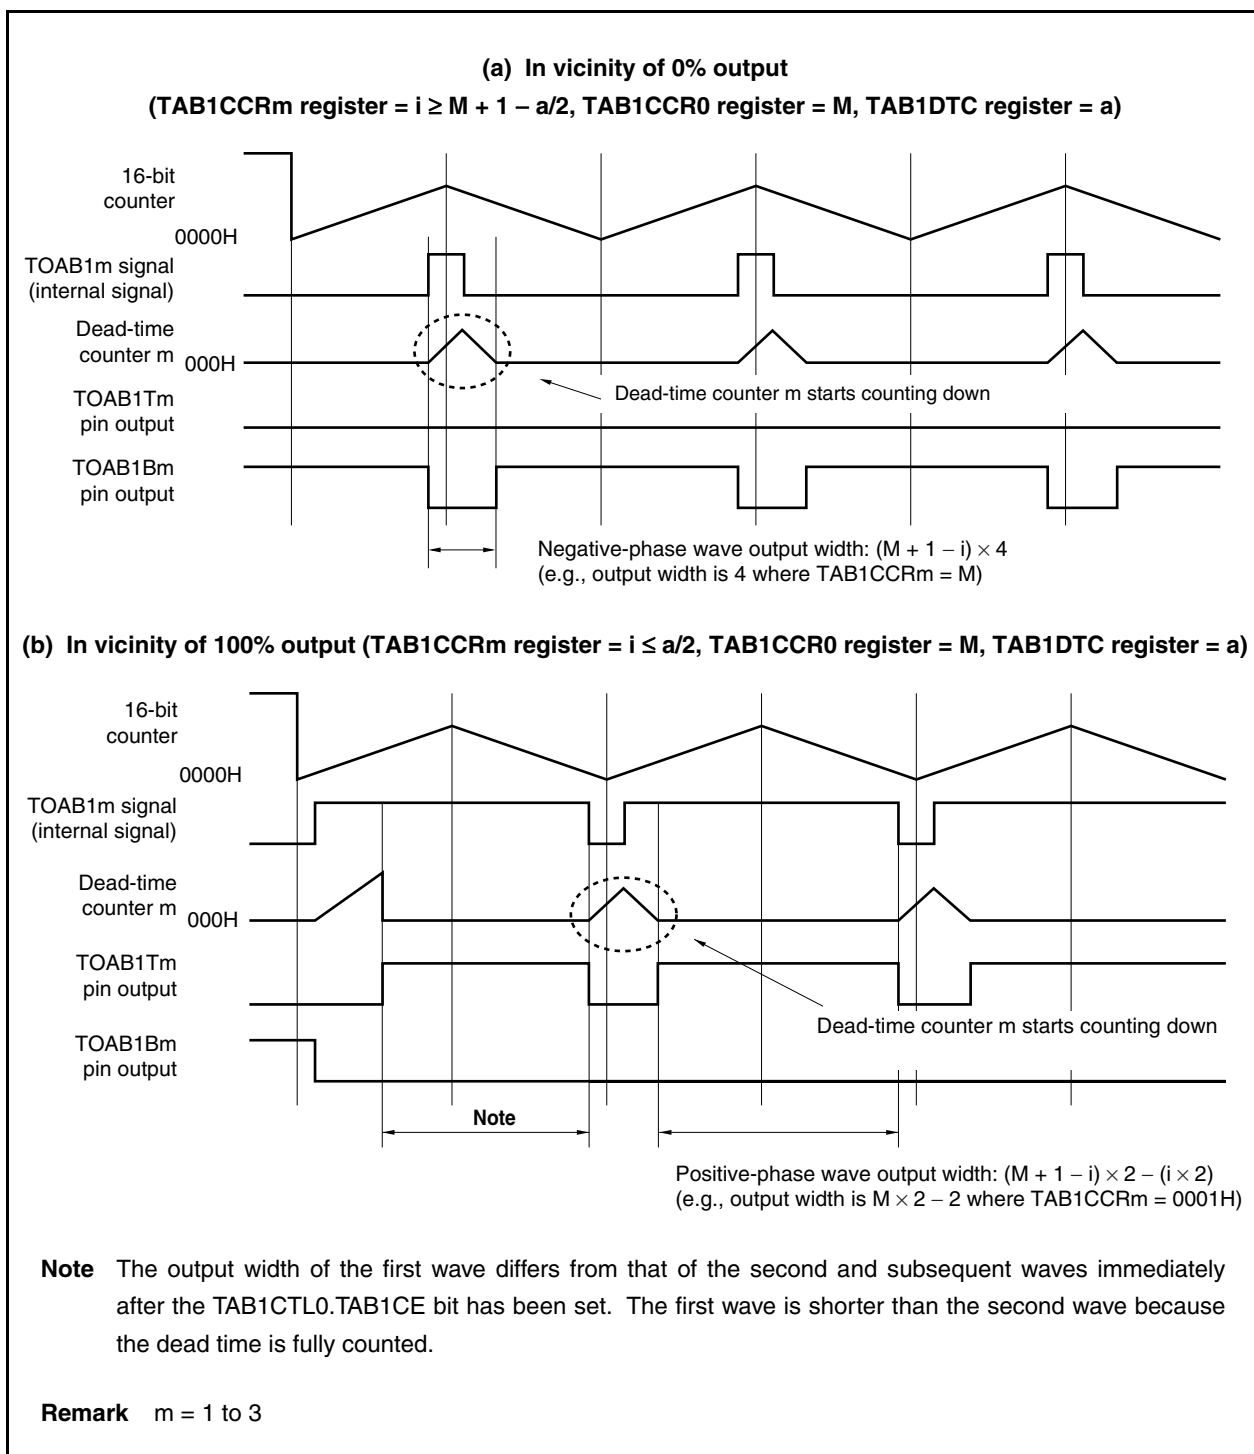 (a) In vicinity of 0% output
(TAB1CCRm register = i ≥ M + 1 – a/2, TAB1CCR0 register = M, TAB1DTC register = a)
16-bit
counter
0000H
TOAB1m signal
(internal signal)
Dead-time
counter m
000H
Dead-time counter m starts counting down
TOAB1Tm
pin output
TOAB1Bm
pin output
Negative-phase wave output width: (M + 1 – i) × 4
(e.g., output width is 4 where TAB1CCRm = M)
(b) In vicinity of 100% output (TAB1CCRm register = i ≤ a/2, TAB1CCR0 register = M, TAB1DTC register = a)
16-bit
counter
0000H
TOAB1m signal
(internal signal)
Dead-time
counter m
000H
TOAB1Tm
pin output
Dead-time counter m starts counting down
TOAB1Bm
pin output
Note
Positive-phase wave output width: (M + 1 – i) × 2 – (i × 2)
(e.g., output width is M × 2 – 2 where TAB1CCRm = 0001H)
Note The output width of the first wave differs from that of the second and subsequent waves immediately
after the TAB1CTL0.TAB1CE bit has been set. The first wave is shorter than the second wave because
the dead time is fully counted.
Remark m = 1 to 3